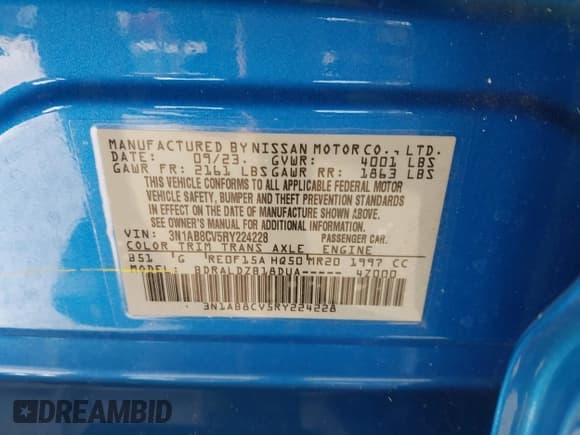 MANUFACTURED BY NISSAN MOTOR CO., LTD.
DATE: 09/23. GVWR: 4001 LBS
GAWR FR: 2161 LBS GAWR RR: 1863 LBS
THIS VEHICLE CONFORMS TO ALL APPLICABLE FEDERAL MOTOR
VEHICLE SAFETY, BUMPER AND THEFT PREVENTION STANDARDS
IN EFFECT ON THE DATE OF MANUFACTURE SHOWN ABOVE.
SEE OWNER'S MANUAL FOR ADDITIONAL INFORMATION
VIN: 3N1AB8CV5RY224228 PASSENGER CAR.
COLOR TRIM TRANS AXLE ENGINE
B51 G RE0F15A HQ50 MR20 1997 CC
MODEL: BDRALDZB18DUA----- 47000
3N1AB8CV5RY224228
DREAMBID